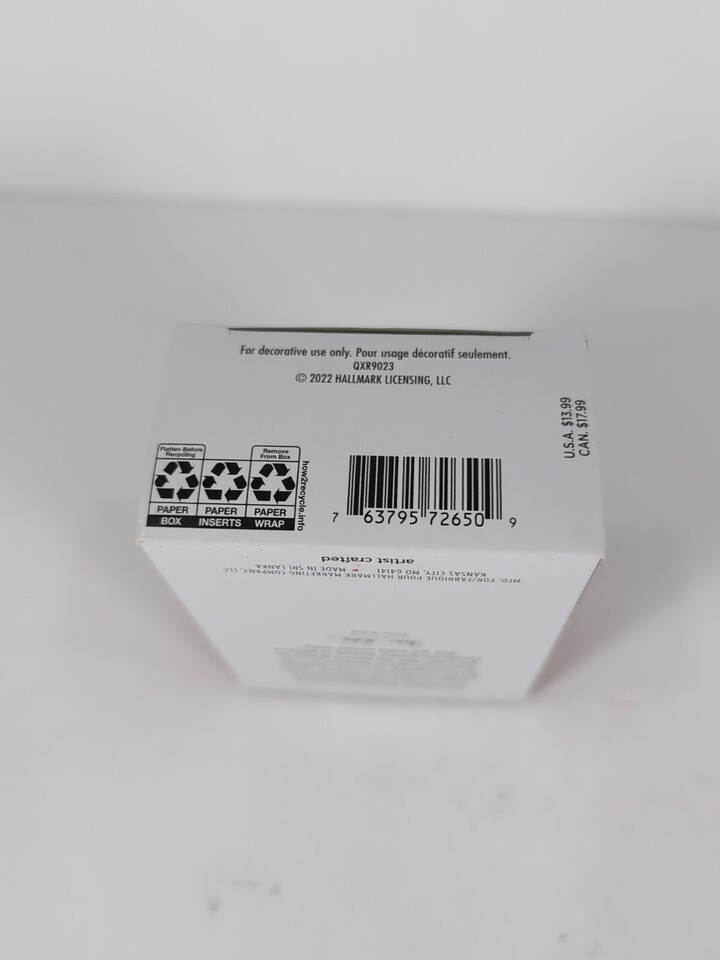 For decorative use only. Pour usage décoratif seulement.
QXR9023
© 2022 HALLMARK LICENSING, LLC
U.S.A. $13.99
CAN. $17.99
Flatten Before
Recycling
Remove
From Box
PAPER
PAPER
PAPER
BOX
INSERTS
WRAP
how2recycle.info
7 63795 72650 9
artist crafted
MFD. FOR/FABRIQUÉ POUR HALLMARK MARKETING COMPANY, LLC
KANSAS CITY, MO 64141 MADE IN SRI LANKA